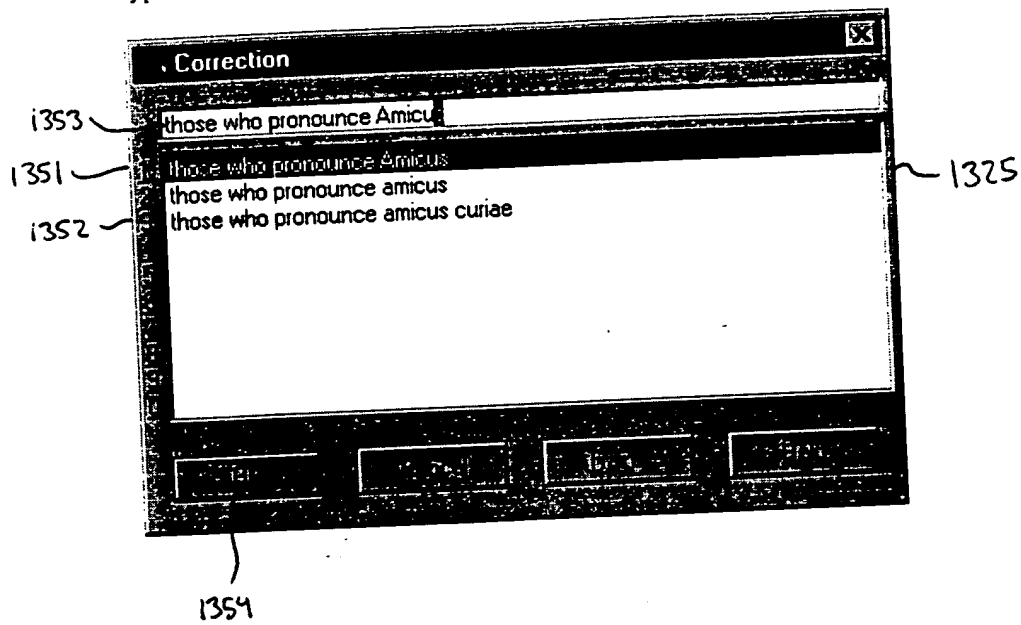 Correction
1353
those who pronounce Amicus
1351
those who pronounce Amicus
1325
those who pronounce amicus
1352
those who pronounce amicus curiae
1354